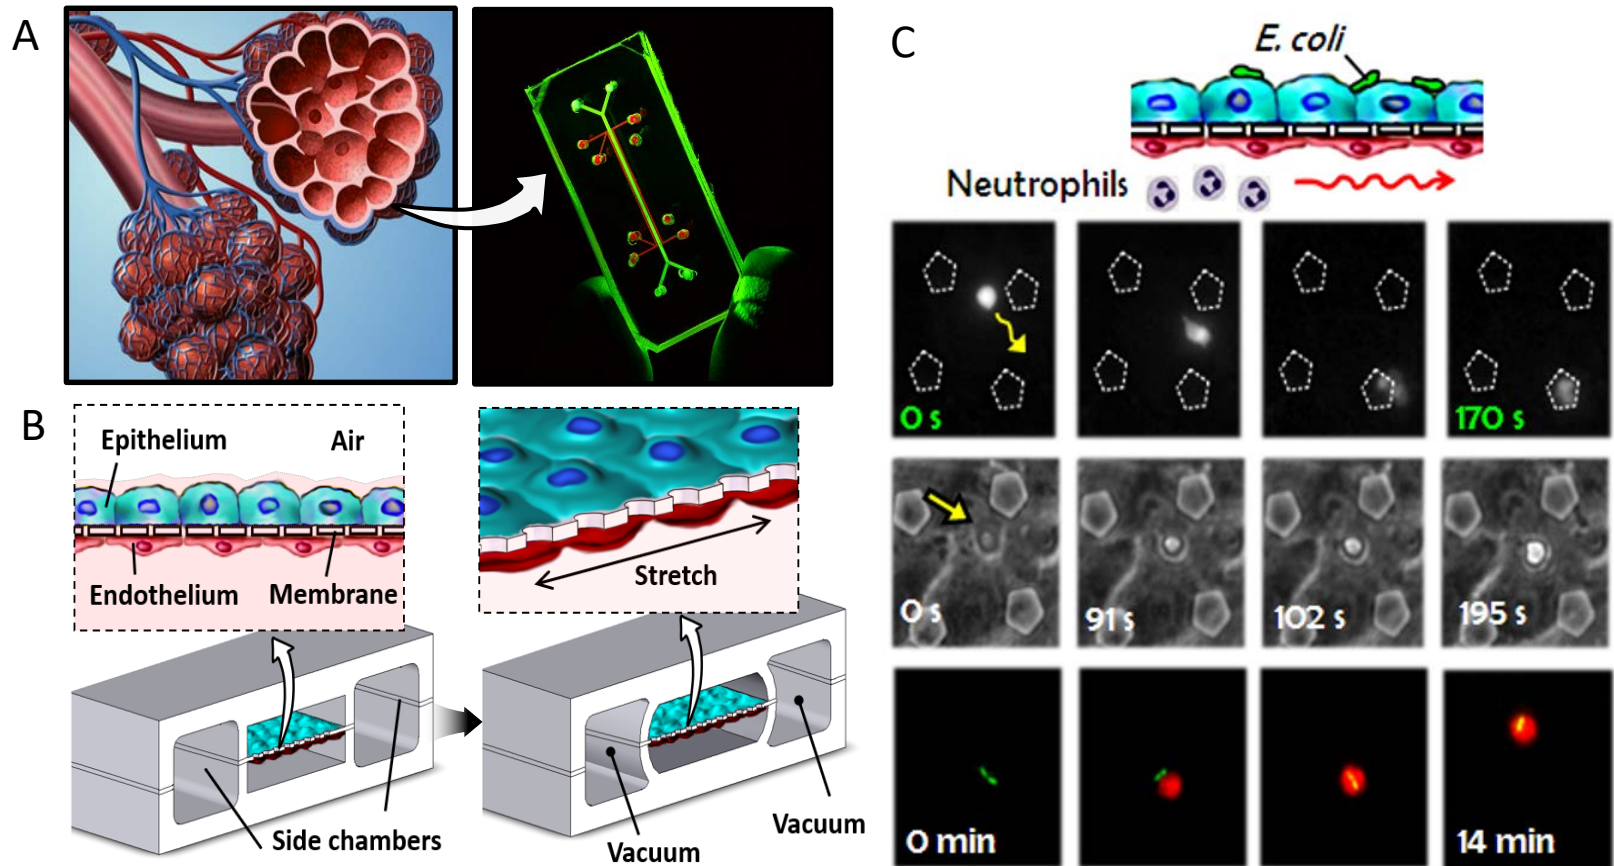 A
B
Epithelium
Air
Endothelium
Membrane
Stretch
Side chambers
Vacuum
Vacuum
C
E. coli
Neutrophils
0 s
170 s
0 s
91 s
102 s
195 s
0 min
14 min